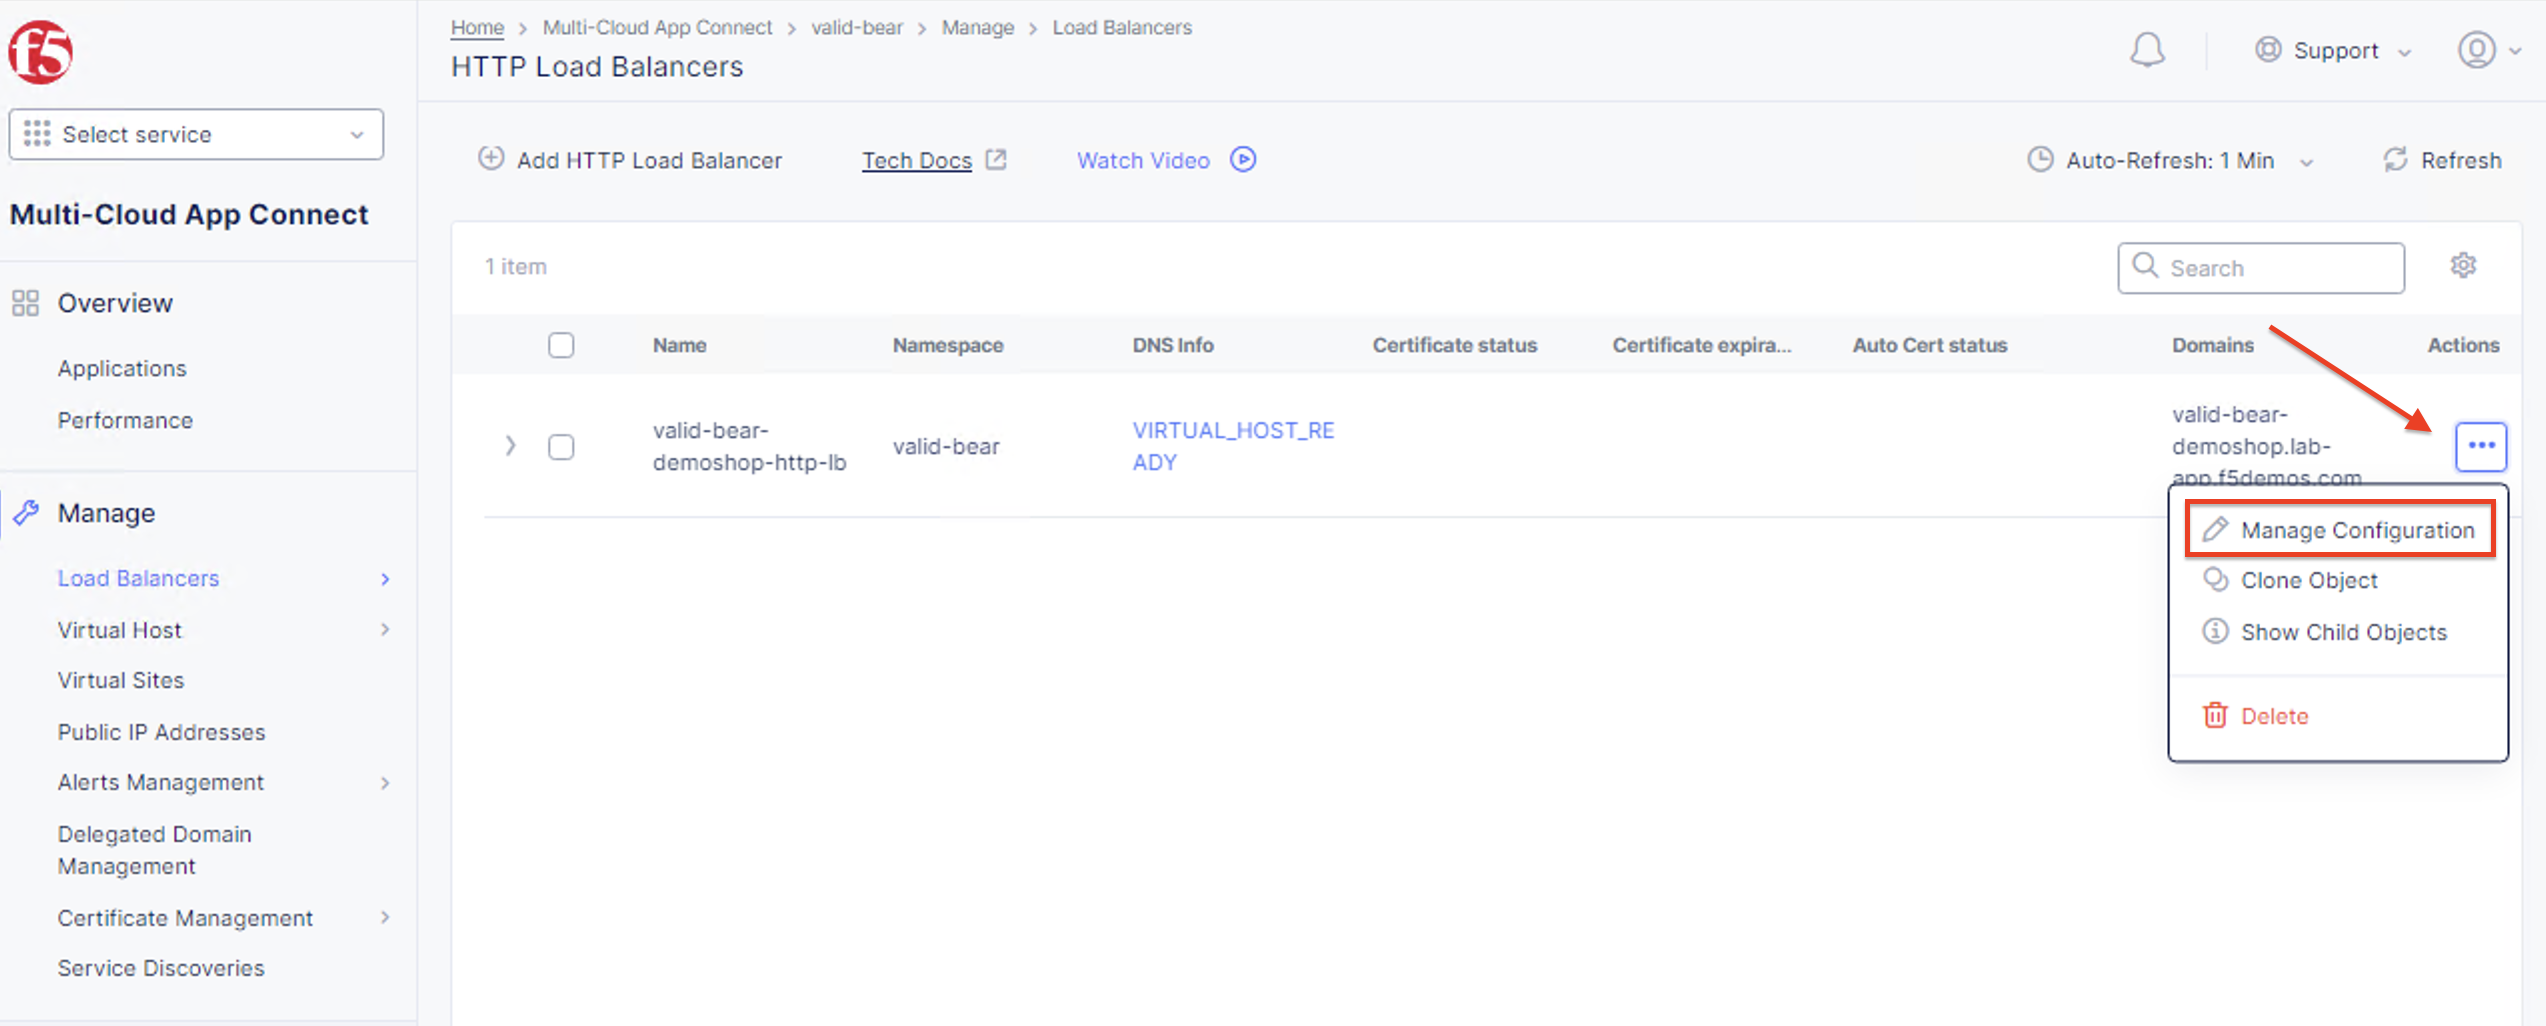 f5
Home > Multi-Cloud App Connect > valid-bear > Manage > Load Balancers
HTTP Load Balancers
Support
Select service
Multi-Cloud App Connect
Overview
Applications
Performance
Manage
Load Balancers
Virtual Host
Virtual Sites
Public IP Addresses
Alerts Management
Delegated Domain
Management
Certificate Management
Service Discoveries
Add HTTP Load Balancer
Tech Docs
Watch Video
Auto-Refresh: 1 Min
Refresh
1 item
Search
Name
Namespace
DNS Info
Certificate status
Certificate expira...
Auto Cert status
Domains
Actions
valid-bear-
demoshop-http-lb
valid-bear
VIRTUAL_HOST_RE
ADY
valid-bear-
demoshop.lab-
app.f5demos.com
Manage Configuration
Clone Object
Show Child Objects
Delete